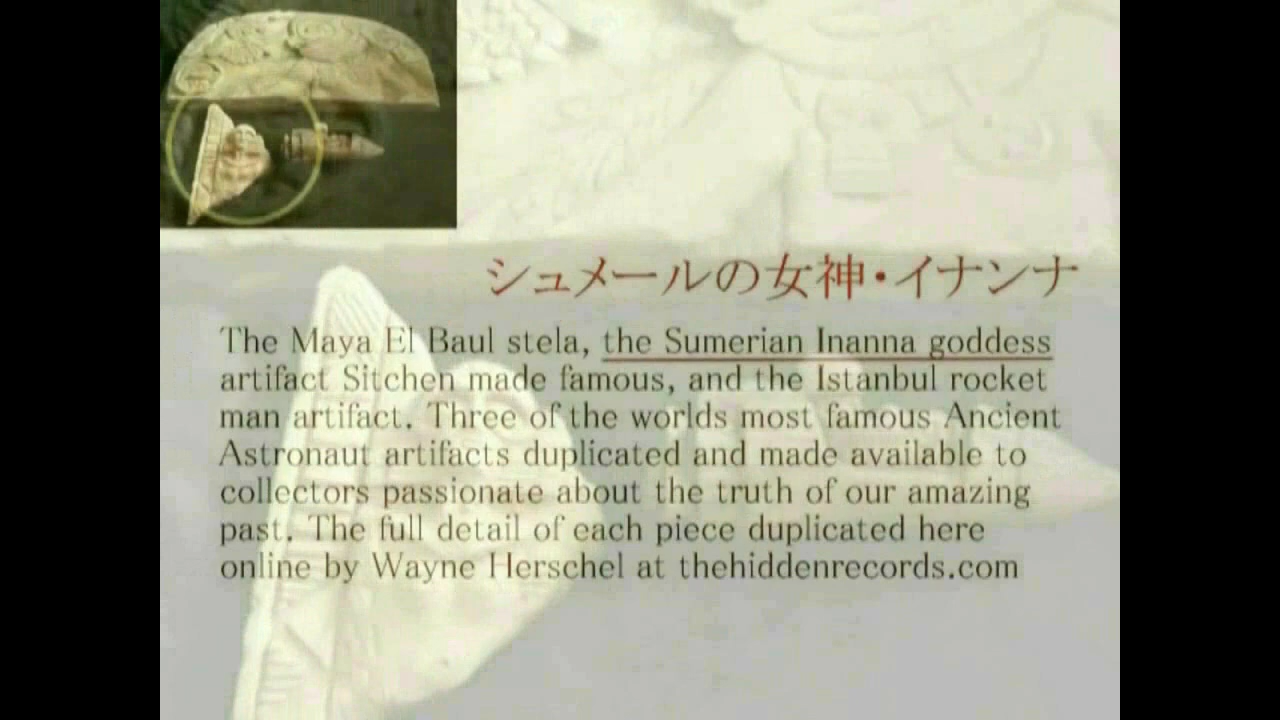 シュメールの女神・イナンナ
The Maya El Baul stela, the Sumerian Inanna goddess
artifact Sitchen made famous, and the Istanbul rocket
man artifact. Three of the worlds most famous Ancient
Astronaut artifacts duplicated and made available to
collectors passionate about the truth of our amazing
past. The full detail of each piece duplicated here
online by Wayne Herschel at thehiddenrecords.com